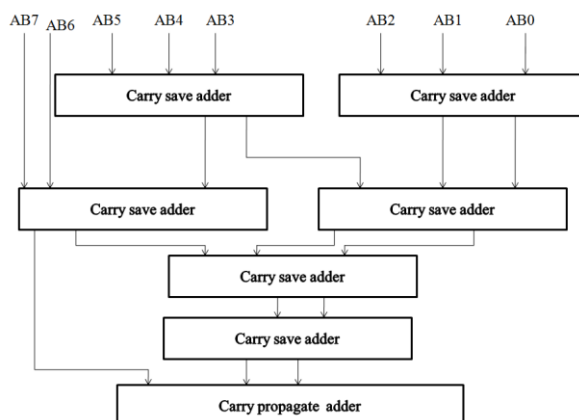 AB7 AB6 AB5 AB4 AB3 AB2 AB1 AB0
Carry save adder Carry save adder
Carry save adder Carry save adder
Carry save adder
Carry save adder
Carry propagate adder